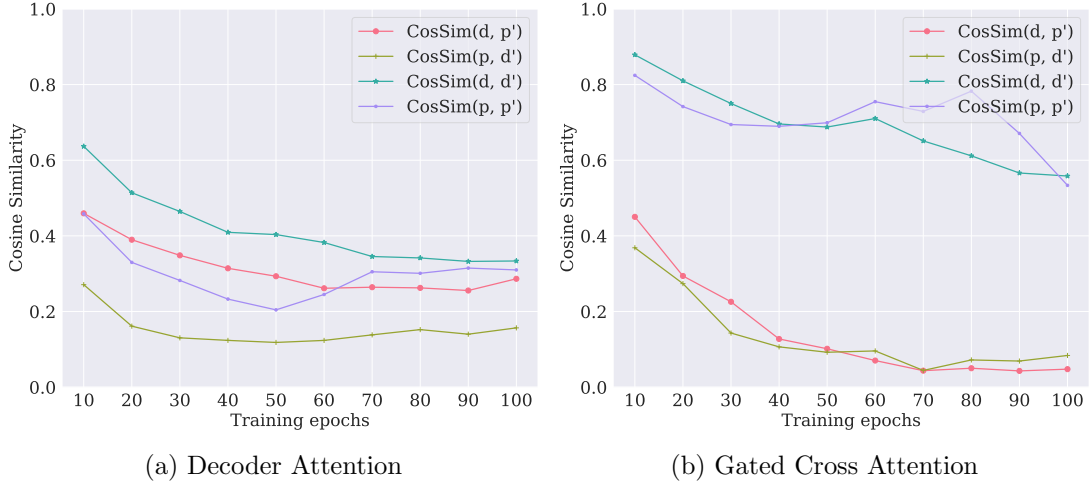 1.0
0.8
0.6
0.4
0.2
0.0
Cosine Similarity
CosSim(d, p')
CosSim(p, d')
CosSim(d, d')
CosSim(p, p')
10 20 30 40 50 60 70 80 90 100
Training epochs
(a) Decoder Attention
1.0
0.8
0.6
0.4
0.2
0.0
Cosine Similarity
CosSim(d, p')
CosSim(p, d')
CosSim(d, d')
CosSim(p, p')
10 20 30 40 50 60 70 80 90 100
Training epochs
(b) Gated Cross Attention